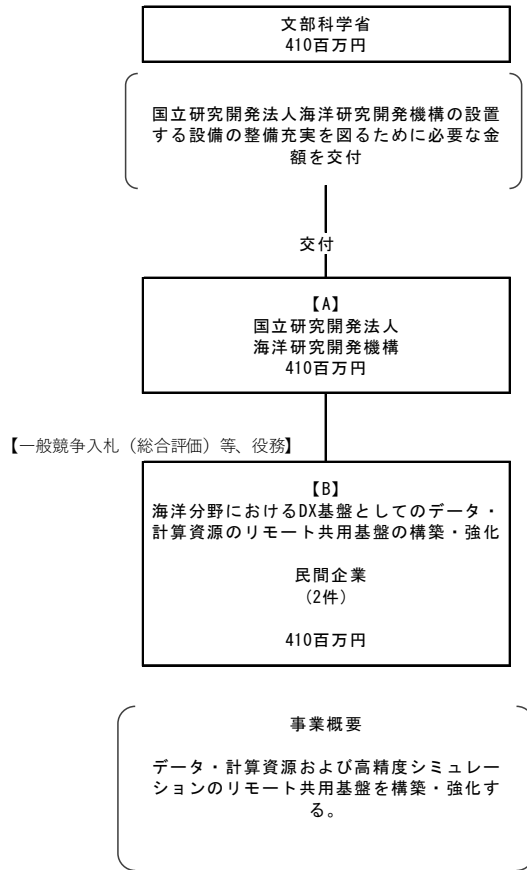 文部科学省
410百万円
国立研究開発法人海洋研究開発機構の設置
する設備の整備充実を図るために必要な金
額を交付
交付
【A】
国立研究開発法人
海洋研究開発機構
410百万円
【一般競争入札（総合評価）等、役務】
【B】
海洋分野におけるDX基盤としてのデータ・
計算資源のリモート共用基盤の構築・強化
民間企業
（2件）
410百万円
事業概要
データ・計算資源および高精度シミュレー
ションのリモート共用基盤を構築・強化す
る。